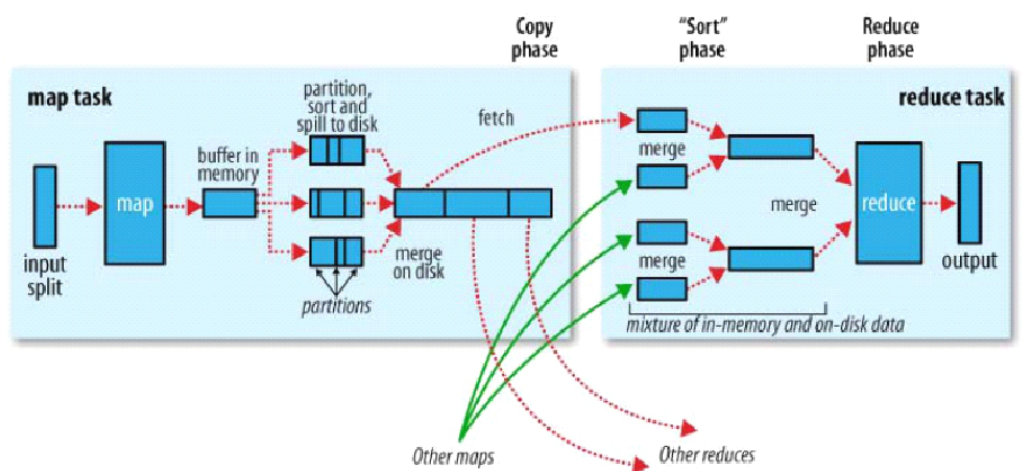 Copy
phase
“Sort”
phase
Reduce
phase
map task
partition,
sort and
spill to disk
fetch
reduce task
buffer in
memory
merge
map
merge
reduce
input
split
merge
on disk
merge
output
partitions
mixture of in-memory and on-disk data
Other maps
Other reduces